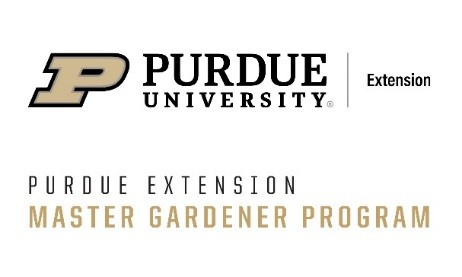 P PURDUE
UNIVERSITY®
Extension
PURDUE EXTENSION
MASTER GARDENER PROGRAM